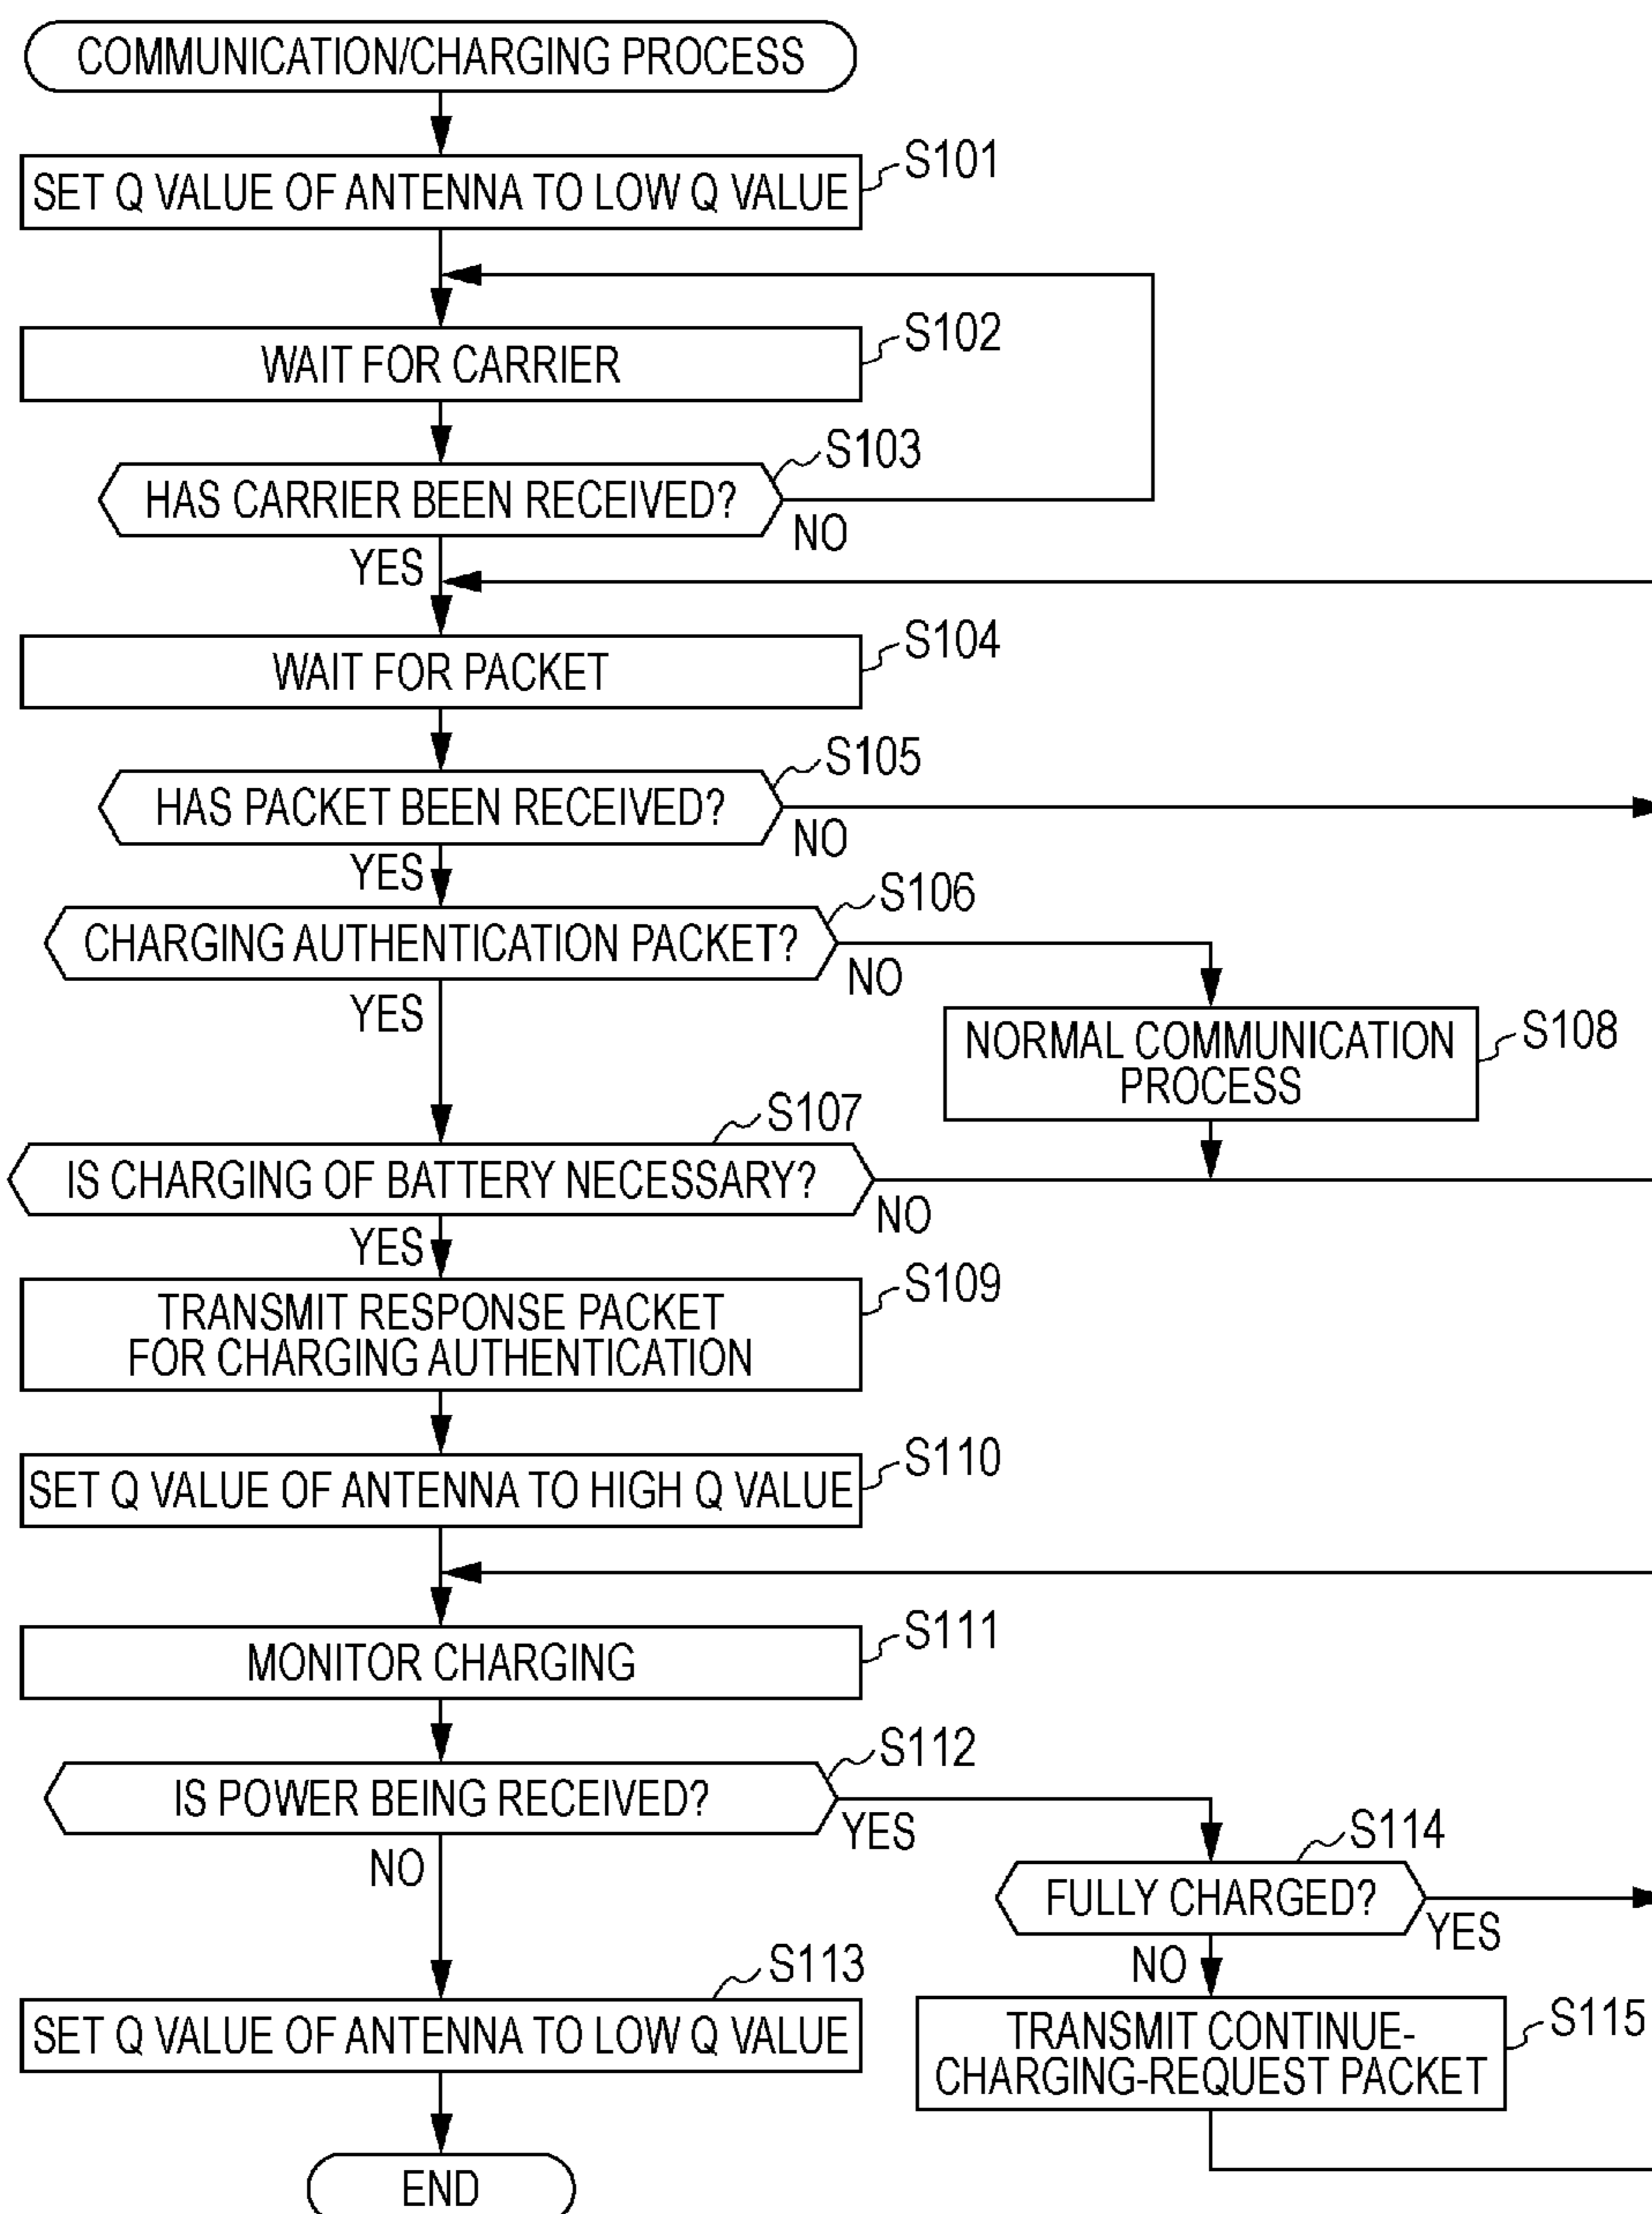 COMMUNICATION/CHARGING PROCESS
S101
SET Q VALUE OF ANTENNA TO LOW Q VALUE
S102
WAIT FOR CARRIER
S103
HAS CARRIER BEEN RECEIVED?
NO
YES
S104
WAIT FOR PACKET
S105
HAS PACKET BEEN RECEIVED?
NO
YES
S106
CHARGING AUTHENTICATION PACKET?
NO
YES
S108
NORMAL COMMUNICATION
PROCESS
S107
IS CHARGING OF BATTERY NECESSARY?
NO
YES
S109
TRANSMIT RESPONSE PACKET
FOR CHARGING AUTHENTICATION
S110
SET Q VALUE OF ANTENNA TO HIGH Q VALUE
S111
MONITOR CHARGING
S112
IS POWER BEING RECEIVED?
YES
NO
S114
FULLY CHARGED?
YES
NO
S113
SET Q VALUE OF ANTENNA TO LOW Q VALUE
S115
TRANSMIT CONTINUE-
CHARGING-REQUEST PACKET
END